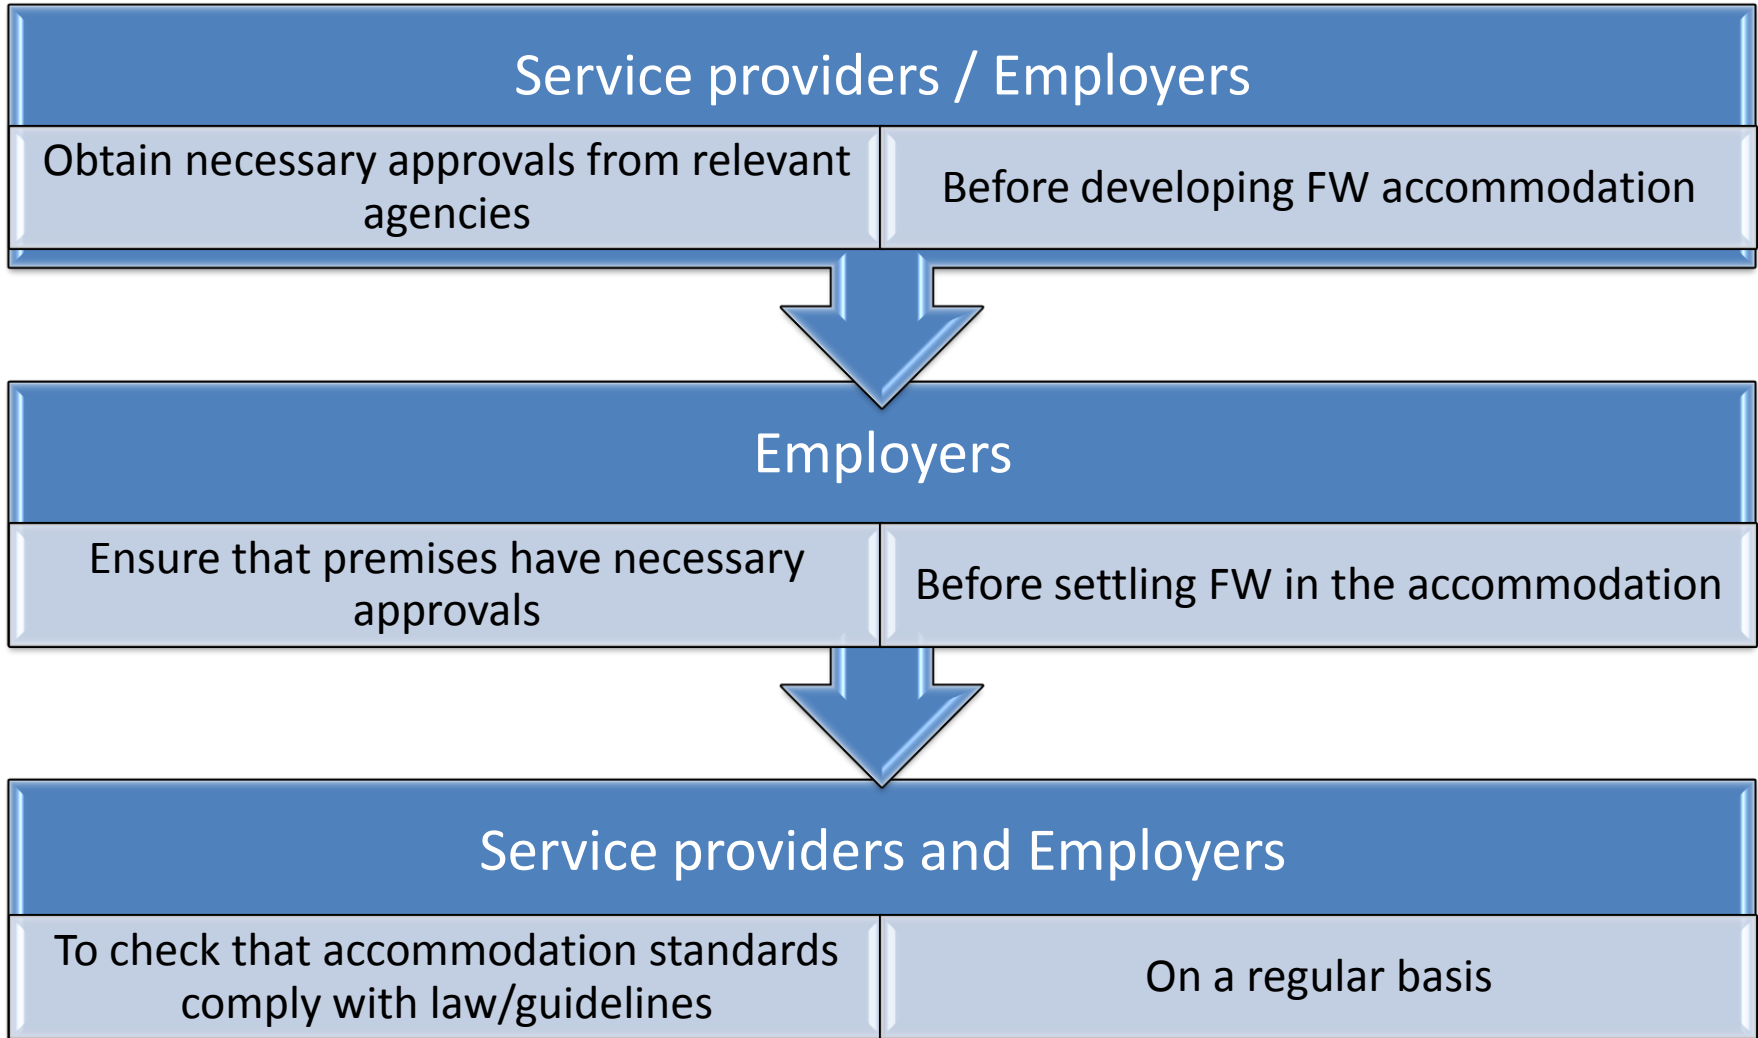 Service providers / Employers
Obtain necessary approvals from relevant
agencies
Before developing FW accommodation
Employers
Ensure that premises have necessary
approvals
Before settling FW in the accommodation
Service providers and Employers
To check that accommodation standards
comply with law/guidelines
On a regular basis